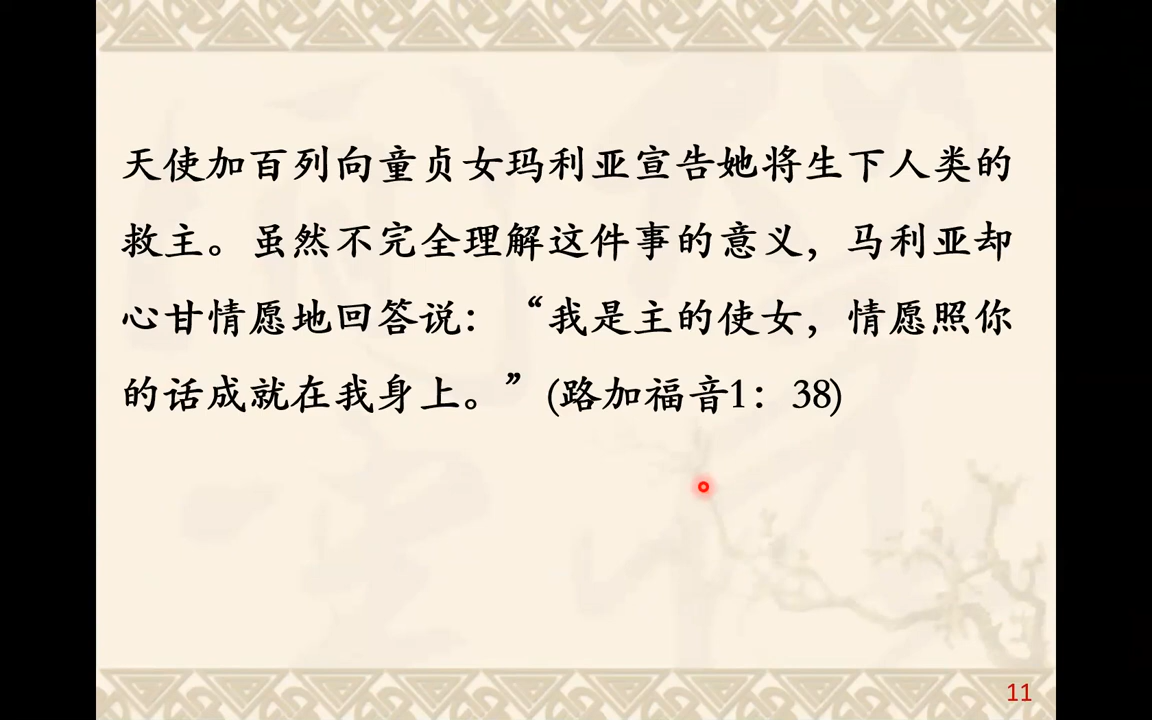 天使加百列向童贞女玛利亚宣告她将生下人类的
救主。虽然不完全理解这件事的意义，马利亚却
心甘情愿地回答说：“我是主的使女，情愿照你
的话成就在我身上。”(路加福音1：38)
11